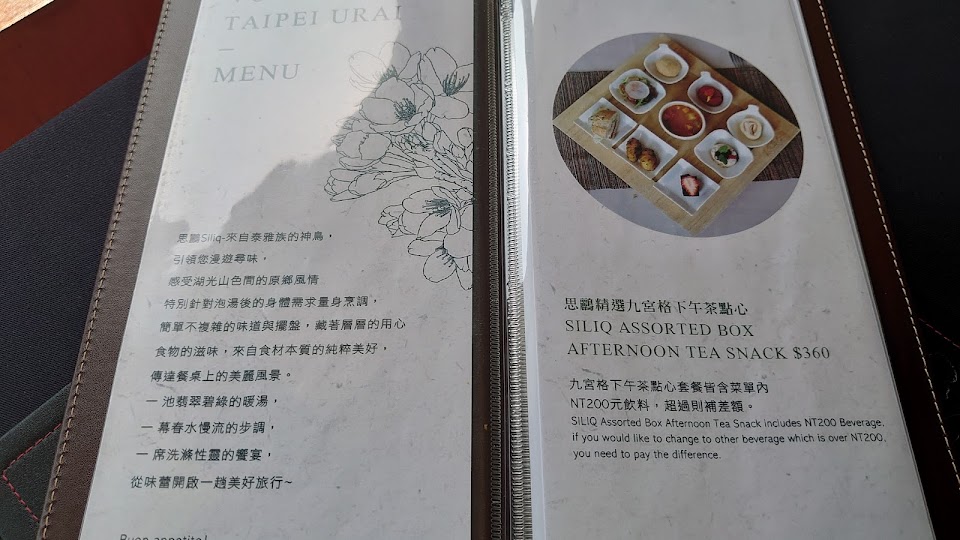 TAIPEI URAI
–
MENU
思鷊Siliq-來自泰雅族的神鳥，
引領您漫遊尋味，
感受湖光山色間的原鄉風情
特別針對泡湯後的身體需求量身烹調，
簡單不複雜的味道與擺盤，藏著層層的用心
食物的滋味，來自食材本質的純粹美好，
傳達餐桌上的美麗風景。
一 池翡翠碧綠的暖湯，
一 幕春水慢流的步調，
一 席洗滌性靈的饗宴，
從味蕾開啟一趟美好旅行~
Buon appetito!
思鷊精選九宮格下午茶點心
SILIQ ASSORTED BOX
AFTERNOON TEA SNACK $360
九宮格下午茶點心套餐皆含菜單內
NT200元飲料，超過則補差額。
SILIQ Assorted Box Afternoon Tea Snack includes NT200 Beverage,
if you would like to change to other beverage which is over NT200,
you need to pay the difference.